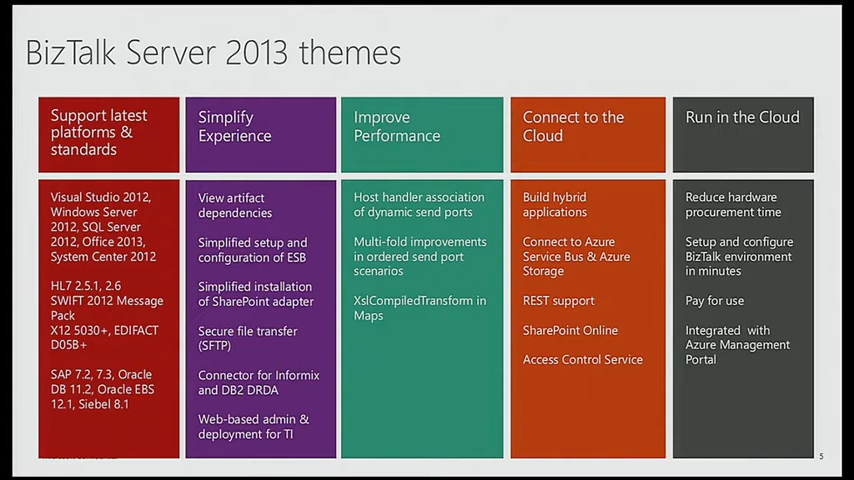 BizTalk Server 2013 themes
Support latest
platforms &
standards
Visual Studio 2012,
Windows Server
2012, SQL Server
2012, Office 2013,
System Center 2012
HL7 2.5.1, 2.6
SWIFT 2012 Message
Pack
X12 5030+, EDIFACT
D05B+
SAP 7.2, 7.3, Oracle
DB 11.2, Oracle EBS
12.1, Siebel 8.1
Simplify
Experience
View artifact
dependencies
Simplified setup and
configuration of ESB
Simplified installation
of SharePoint adapter
Secure file transfer
(SFTP)
Connector for Informix
and DB2 DRDA
Web-based admin &
deployment for TI
Improve
Performance
Host handler association
of dynamic send ports
Multi-fold improvements
in ordered send port
scenarios
XslCompiledTransform in
Maps
Connect to the
Cloud
Build hybrid
applications
Connect to Azure
Service Bus & Azure
Storage
REST support
SharePoint Online
Access Control Service
Run in the Cloud
Reduce hardware
procurement time
Setup and configure
BizTalk environment
in minutes
Pay for use
Integrated with
Azure Management
Portal
5